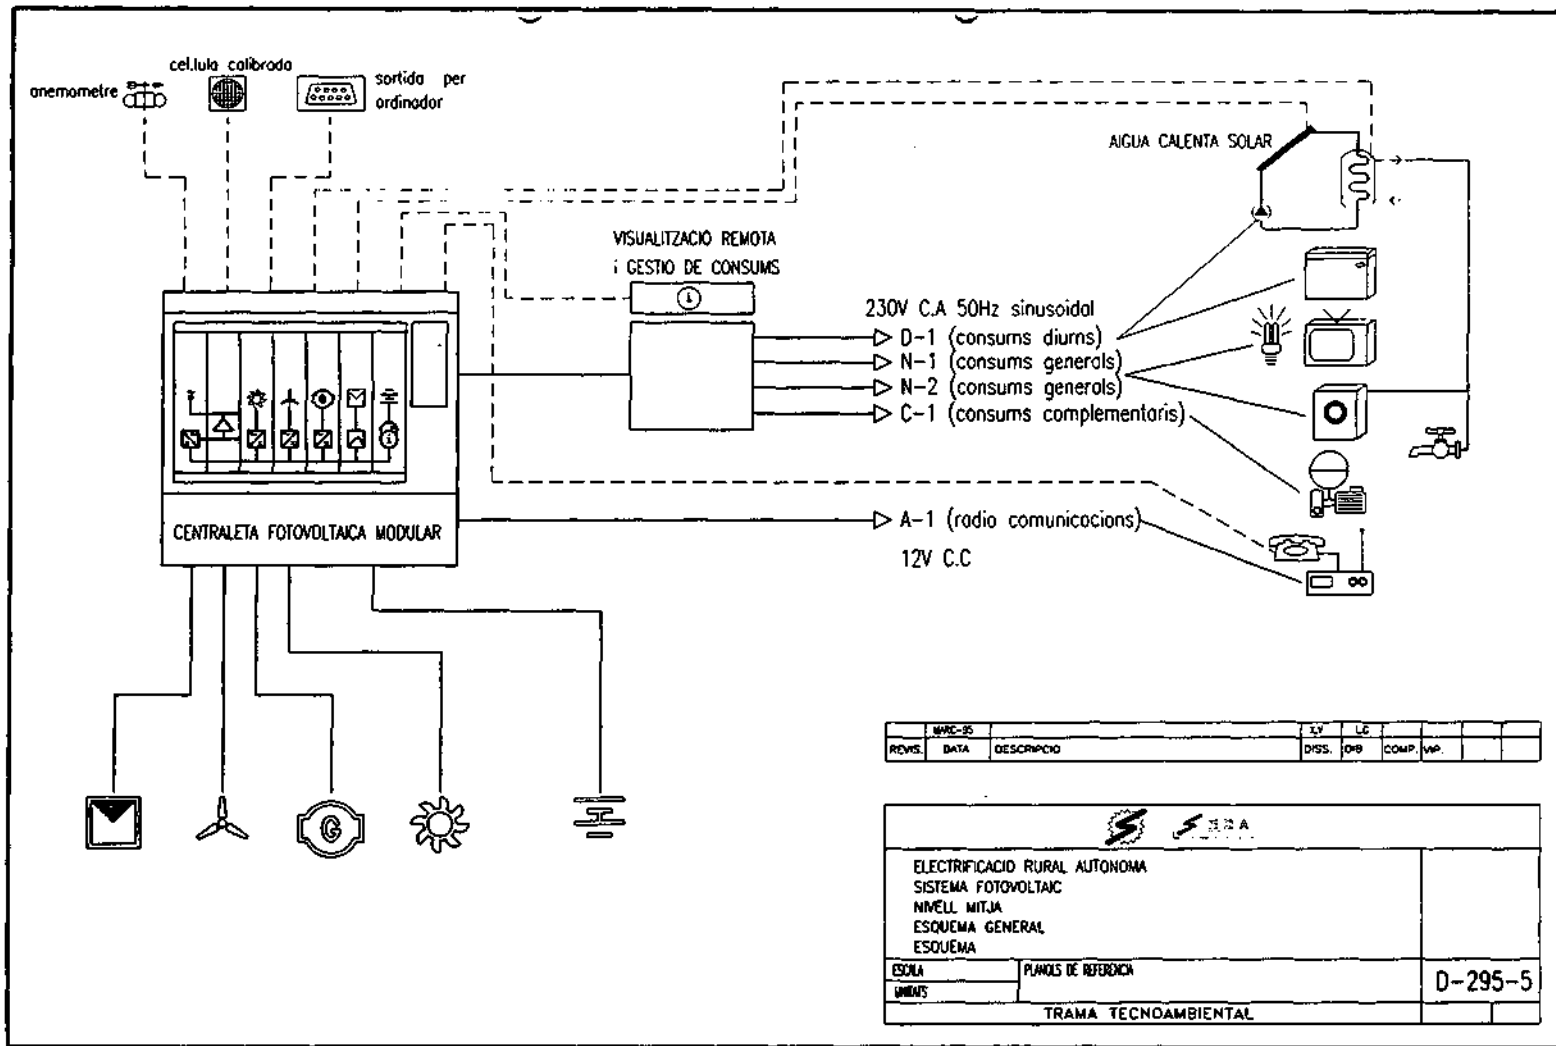 cel.lula calibrada
anemometre
sortida per
ordinador
AIGUA CALENTA SOLAR
VISUALITZACIO REMOTA
i GESTIO DE CONSUMS
i
230V C.A 50Hz sinusoidal
D-1 (consums diurns)
N-1 (consums generals)
N-2 (consums generals)
C-1 (consums complementaris)
CENTRALETA FOTOVOLTAICA MODULAR
A-1 (radio comunicacions)
12V C.C
G
MARC-95
REVIS. DATA DESCRIPCIO DISS. DIB COMP.
ELECTRIFICACIO RURAL AUTONOMA
SISTEMA FOTOVOLTAIC
NIVELL MITJA
ESQUEMA GENERAL
ESQUEMA
ESCALA PLANOLS DE REFERENCIA
UNITATS
D-295-5
TRAMA TECNOAMBIENTAL